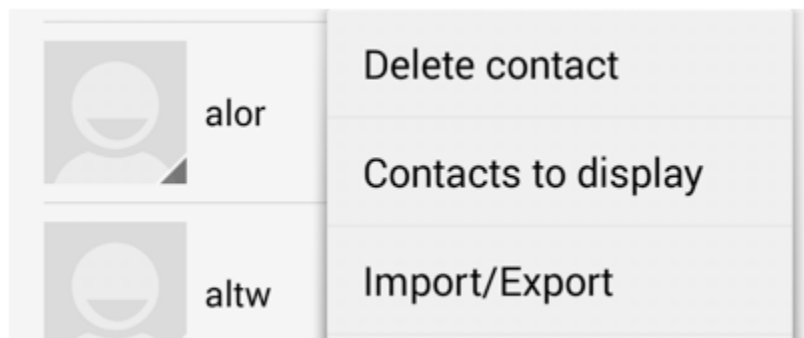 alor
altw
Delete contact
Contacts to display
Import/Export